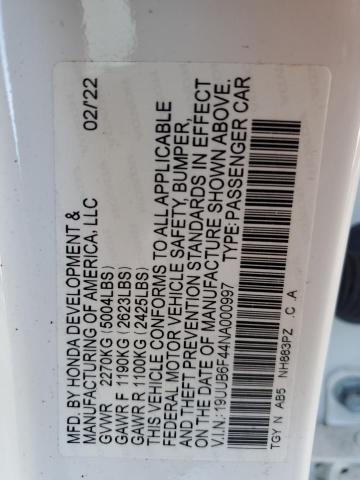 MFD. BY HONDA DEVELOPMENT & 02/'22
MANUFACTURING OF AMERICA, LLC
GVWR 2270KG (5004LBS)
GAWR F 1190KG (2623LBS)
GAWR R 1100KG (2425LBS)
THIS VEHICLE CONFORMS TO ALL APPLICABLE
FEDERAL MOTOR VEHICLE SAFETY, BUMPER,
AND THEFT PREVENTION STANDARDS IN EFFECT
ON THE DATE OF MANUFACTURE SHOWN ABOVE.
V.I.N.: 19UUB6F44NA000997 TYPE: PASSENGER CAR
TGY N AB5 NH883PZ .C .A